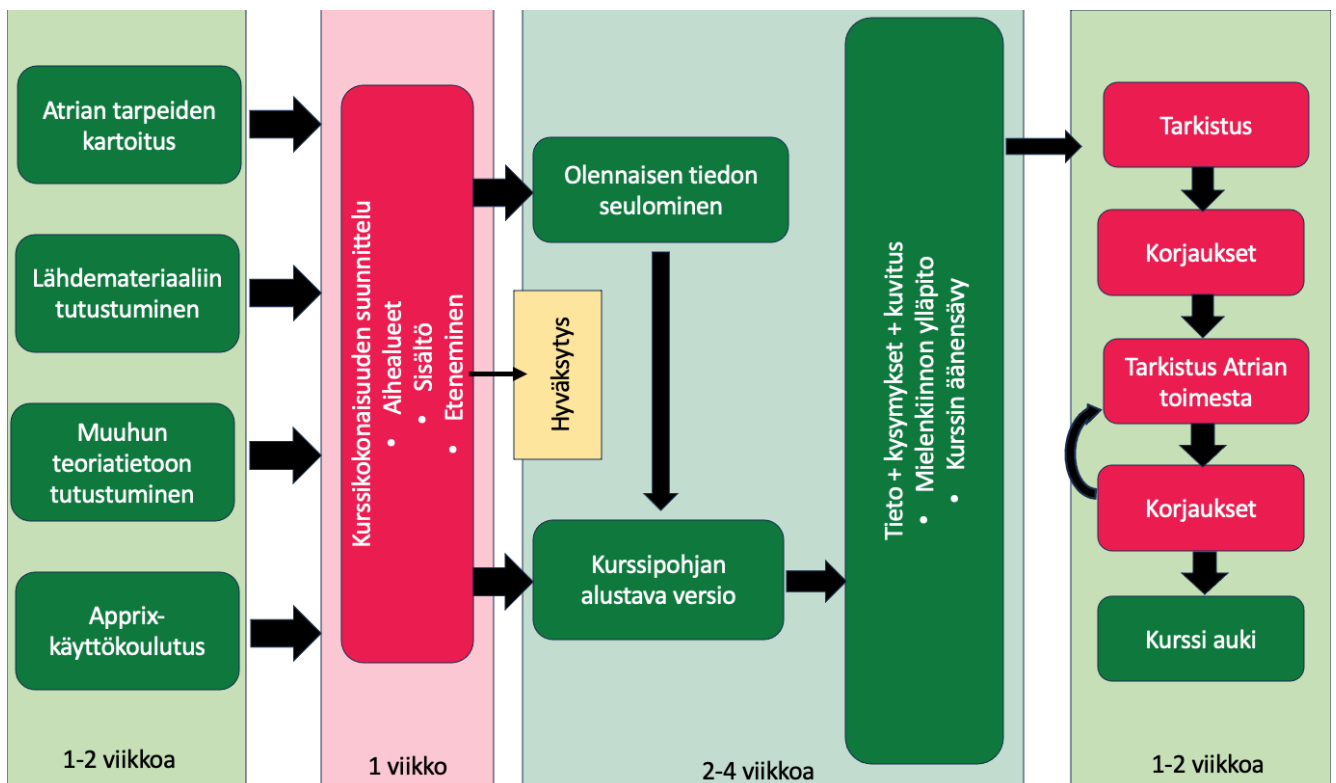 Atrian tarpeiden
kartoitus
Lähdemateriaaliin
tutustuminen
Muuhun
teoriatietoon
tutustuminen
Apprix-
käyttökoulutus
1-2 viikkoa
Kurssikokonaisuuden suunnittelu
• Aihealueet
• Sisältö
• Eteneminen
1 viikko
Hyväksytys
Olennaisen tiedon
seulominen
Kurssipohjan
alustava versio
Tieto + kysymykset + kuvitus
• Mielenkiinnon ylläpito
• Kurssin äänensävy
2-4 viikkoa
Tarkistus
Korjaukset
Tarkistus Atrian
toimesta
Korjaukset
Kurssi auki
1-2 viikkoa